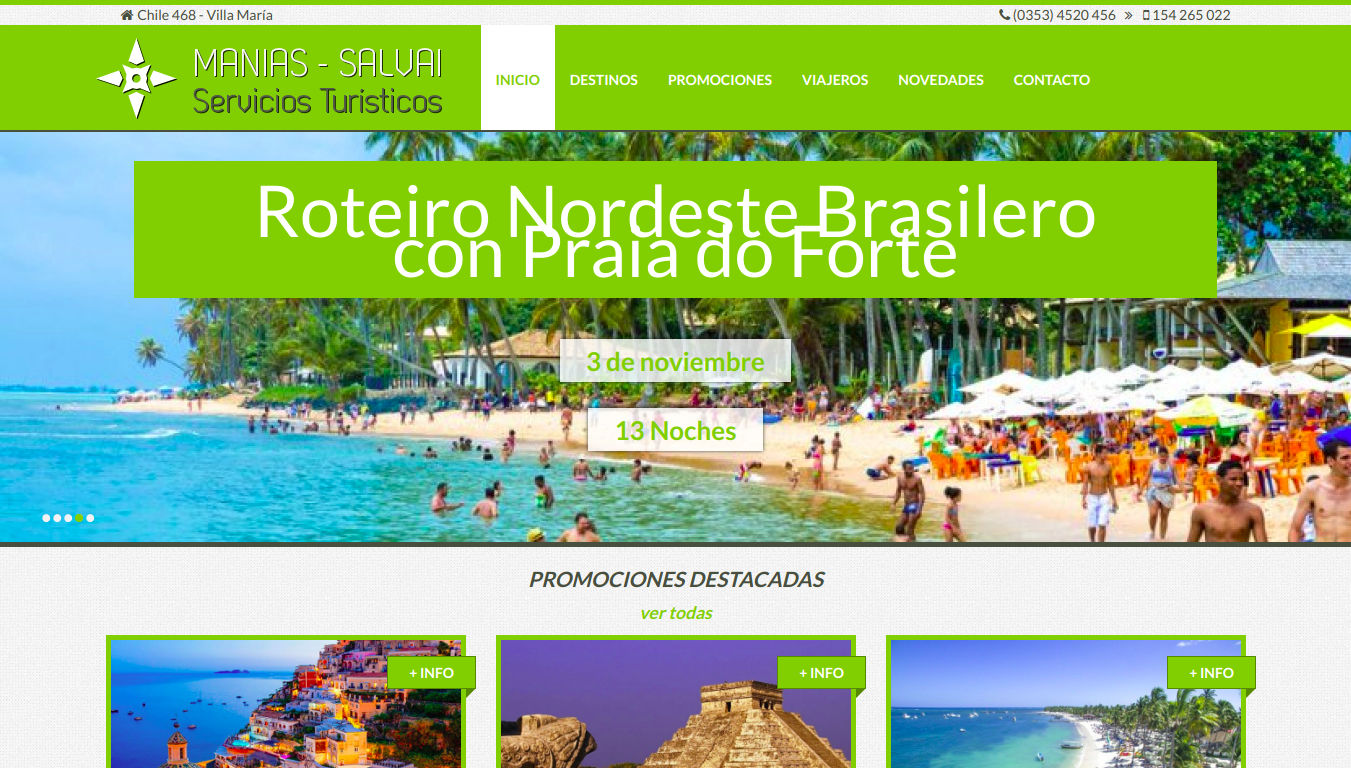 Chile 468 - Villa María
(0353) 4520 456 » 154 265 022
MANIAS - SALVAI
Servicios Turisticos
INICIO
DESTINOS
PROMOCIONES
VIAJEROS
NOVEDADES
CONTACTO
Roteiro Nordeste Brasilero
con Praia do Forte
3 de noviembre
13 Noches
PROMOCIONES DESTACADAS
ver todas
+ INFO
+ INFO
+ INFO